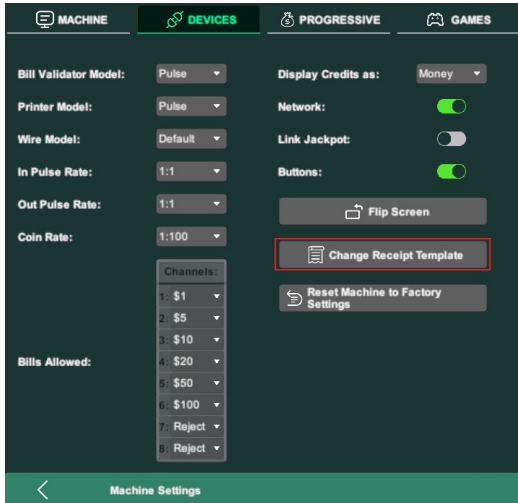 MACHINE
DEVICES
PROGRESSIVE
GAMES
Bill Validator Model:
Pulse
Printer Model:
Pulse
Wire Model:
Default
In Pulse Rate:
1:1
Out Pulse Rate:
1:1
Coin Rate:
1:100
Bills Allowed:
Channels:
1: $1
2: $5
3: $10
4: $20
5: $50
6: $100
7: Reject
8: Reject
Display Credits as:
Money
Network:
Link Jackpot:
Buttons:
Flip Screen
Change Receipt Template
Reset Machine to Factory
Settings
Machine Settings